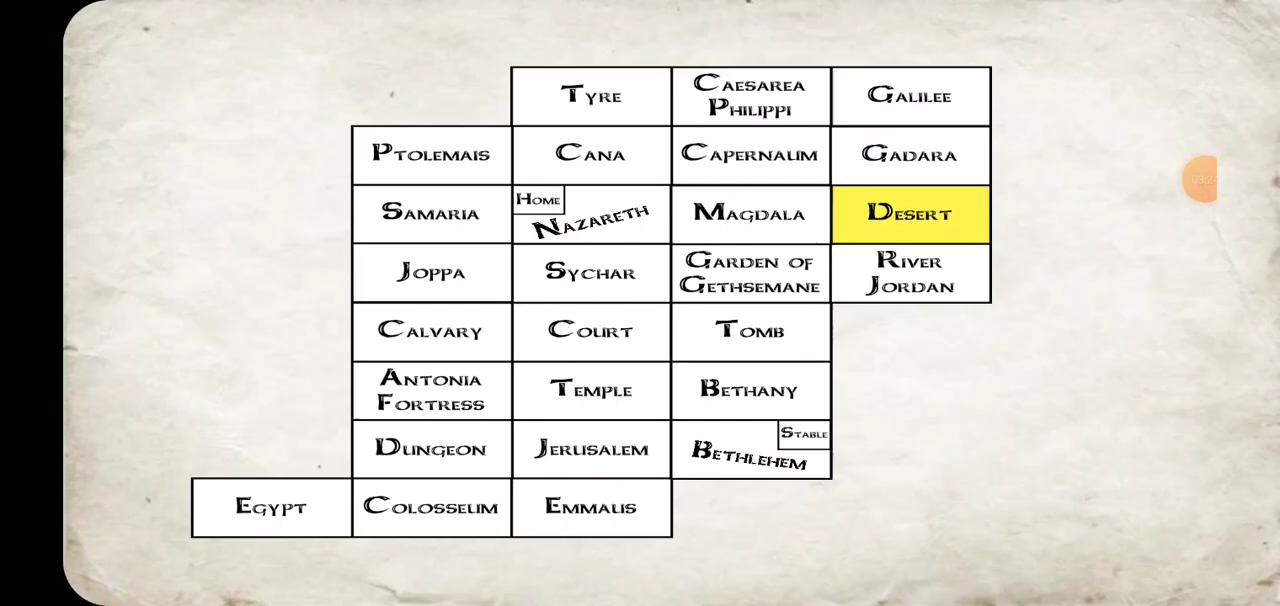 Tyre
Caesarea
Philippi
Galilee
Ptolemais
Cana
Capernaum
Gadara
Samaria
Home
Nazareth
Magdala
Desert
Joppa
Sychar
Garden of
Gethsemane
River
Jordan
Calvary
Court
Tomb
Antonia
Fortress
Temple
Bethany
Dungeon
Jerusalem
Stable
Bethlehem
Egypt
Colosseum
Emmaus